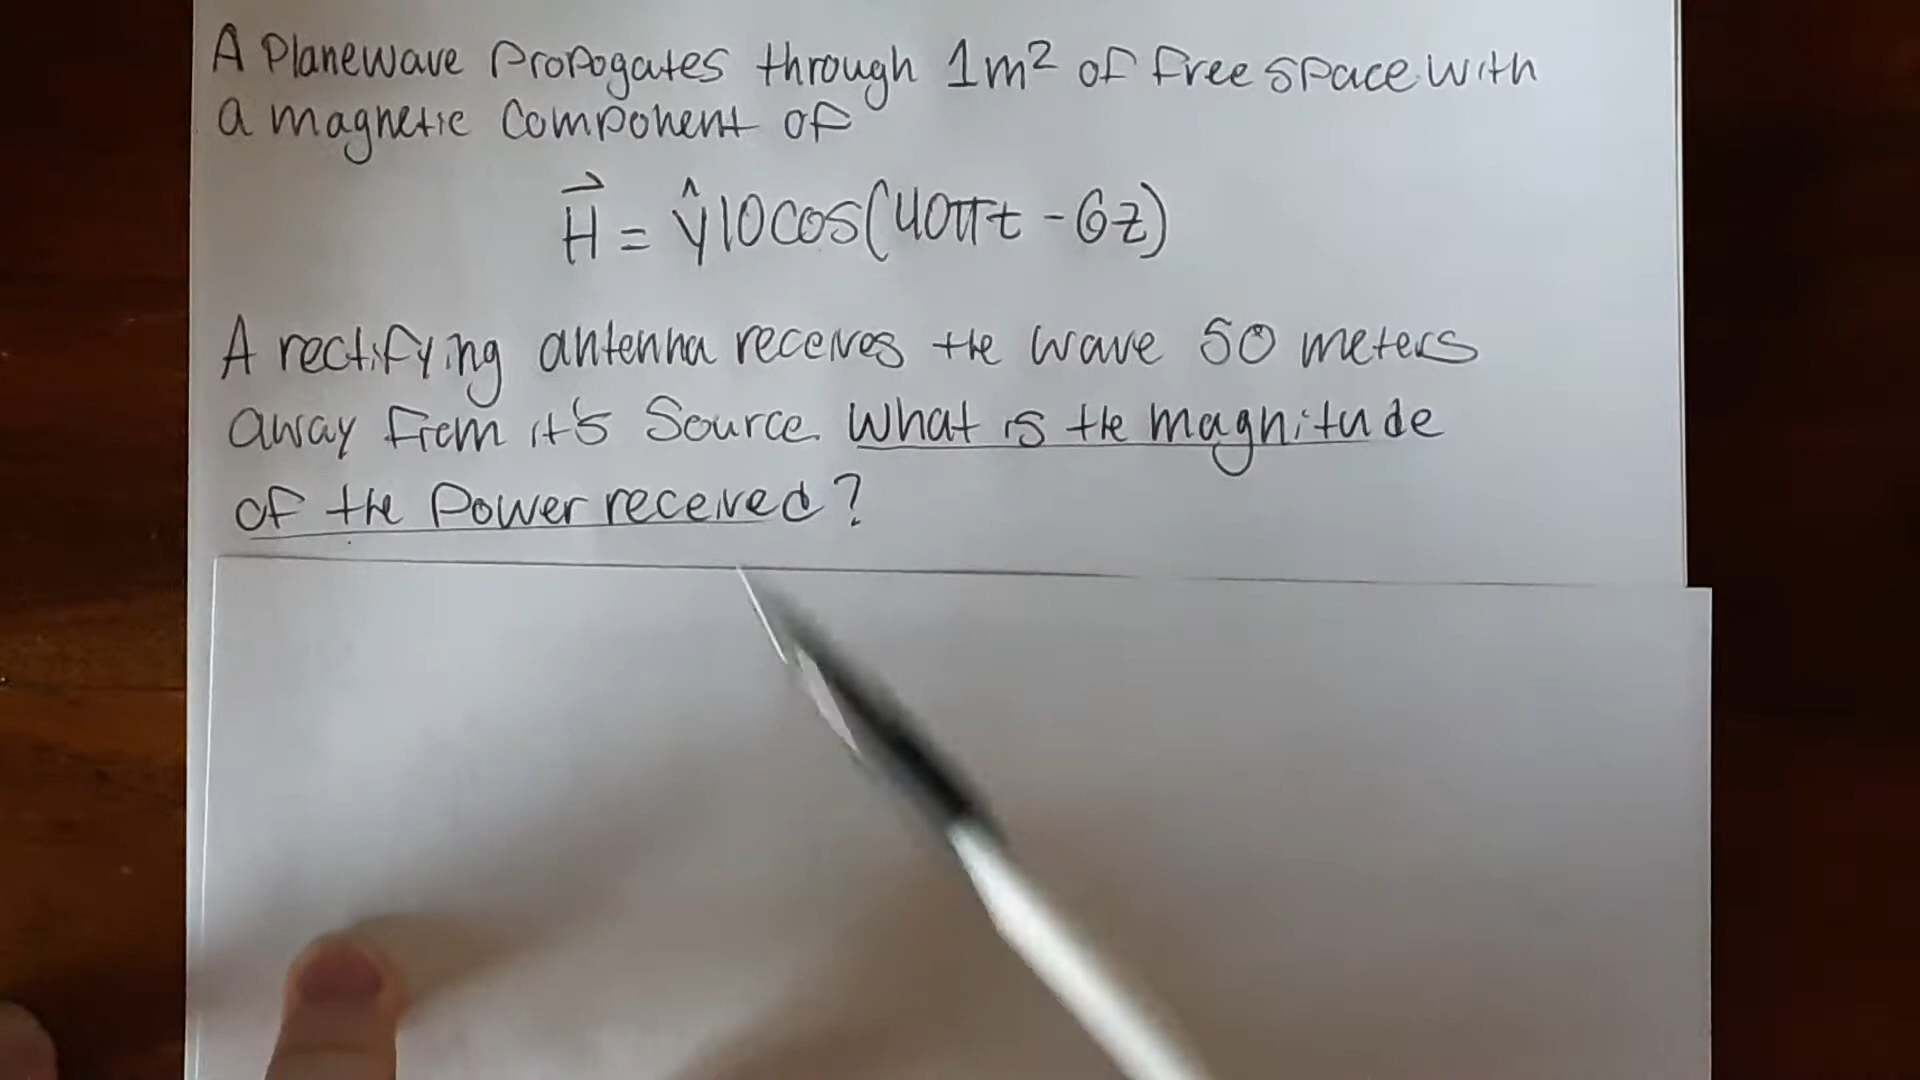 A Planewave Propogates through 1m² of free space with
a magnetic component of
H⃗ = ŷ10cos(40πt - 6z)
A rectifying antenna receives the wave 50 meters
away from it's source. What is the magnitude
of the power received?